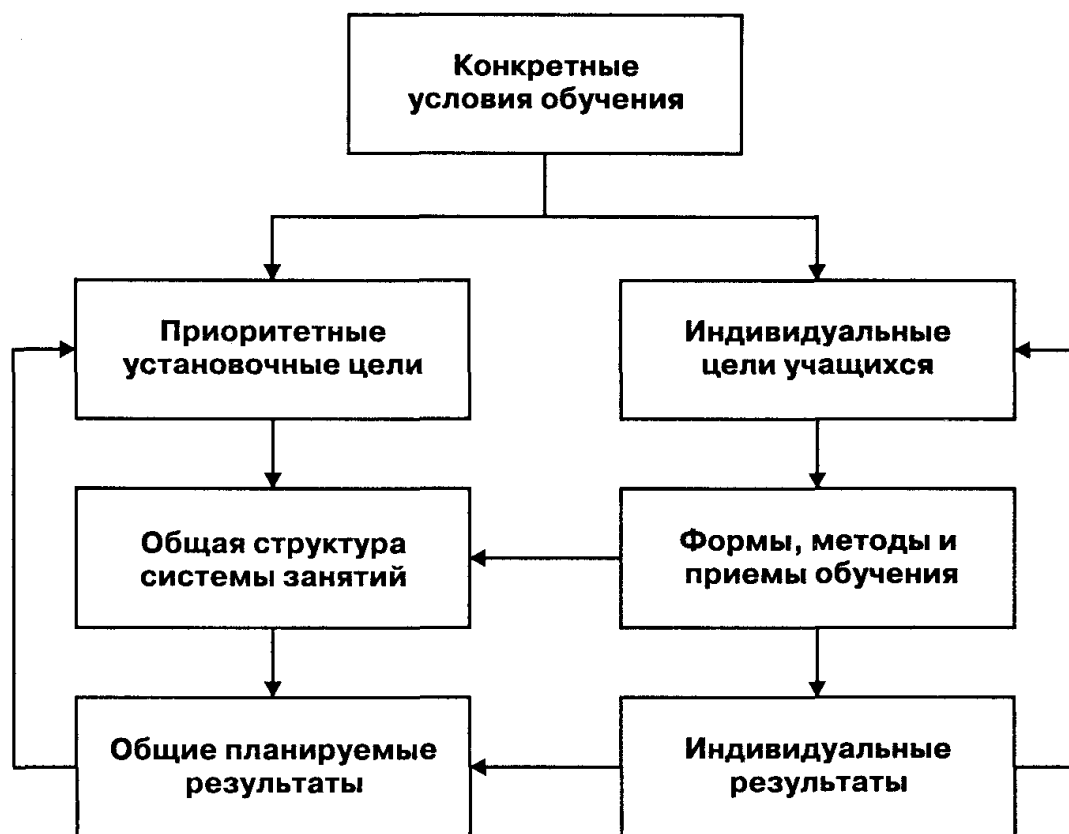 Конкретные
условия обучения
Приоритетные
установочные цели
Индивидуальные
цели учащихся
Общая структура
системы занятий
Формы, методы и
приемы обучения
Общие планируемые
результаты
Индивидуальные
результаты